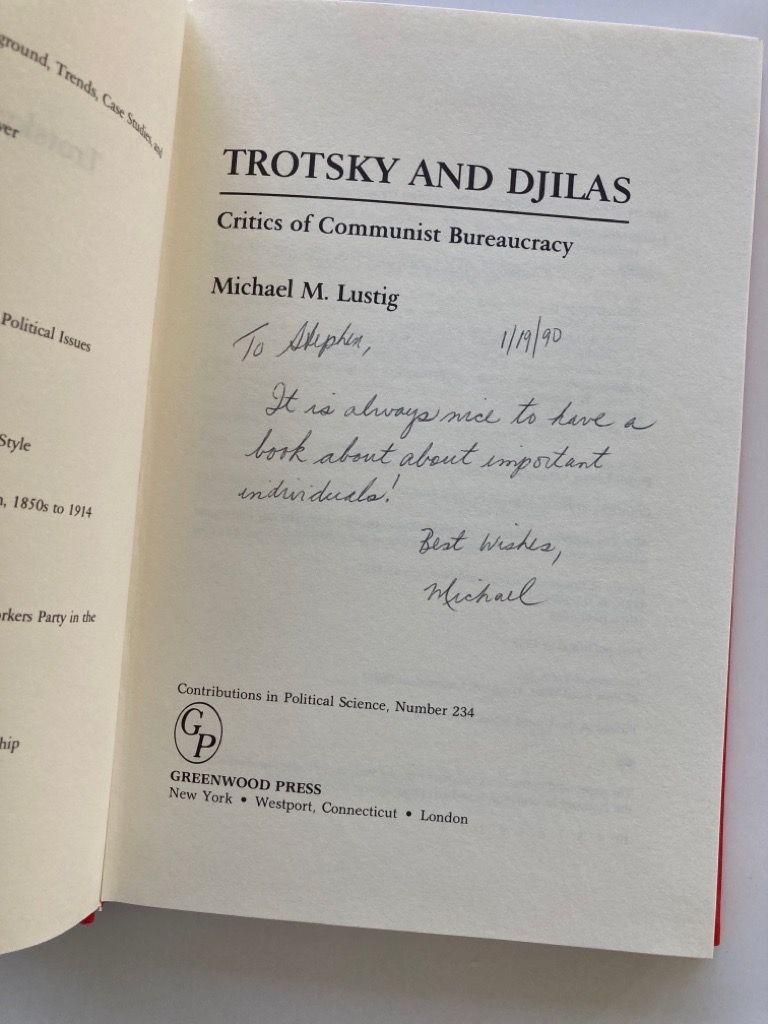 ground, Trends, Case Studies, and
ver
Political Issues
Style
n, 1850s to 1914
rkers Party in the
hip
TROTSKY AND DJILAS
Critics of Communist Bureaucracy
Michael M. Lustig
To Stephen, 1/19/90
It is always nice to have a
book about about important
individuals!
Best Wishes,
Michael
Contributions in Political Science, Number 234
GP
GREENWOOD PRESS
New York • Westport, Connecticut • London